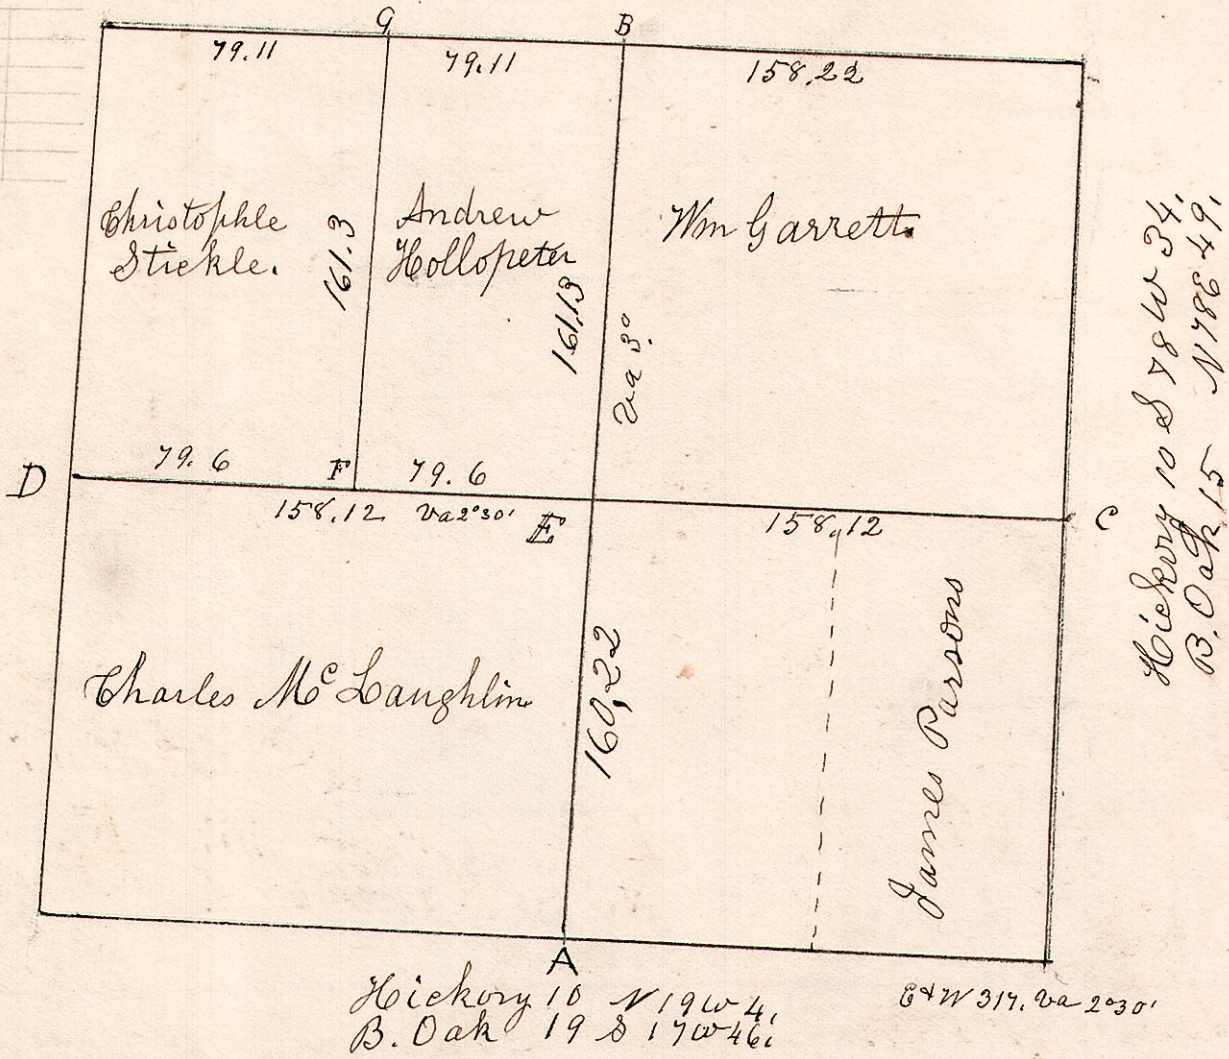 G B
79.11 79.11 158,22
Christophle
Stickle.
161.3
Andrew
Hollopeter
161,13
Va 3°
Wm Garrett.
D
79.6 F 79.6
158,12 Va 2°30' E
158,12 C
Charles Mc Laughlin
160,22
James Parsons
A
Hickory 10 N 19 W 4,
B. Oak 19 S 17 W 46,
E & W 317. Va 2°30'
Hickory 10 S 78 W 34,
B. Oak 15 N 78 E 49,